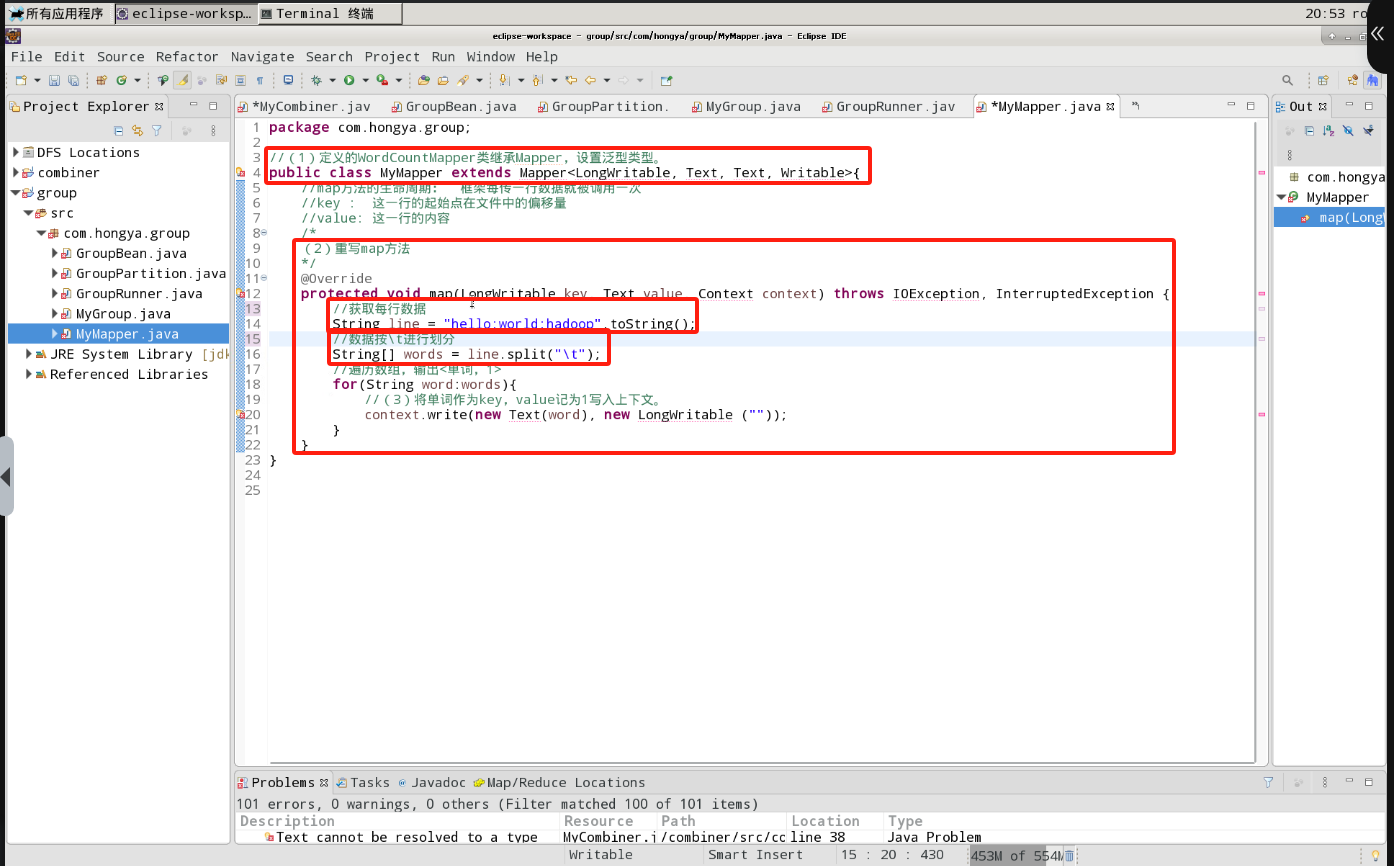 所有应用程序 eclipse-worksp... Terminal 终端 20:53 ro
eclipse-workspace - group/src/com/hongya/group/MyMapper.java - Eclipse IDE
File Edit Source Refactor Navigate Search Project Run Window Help
Project Explorer
*MyCombiner.jav GroupBean.java GroupPartition. MyGroup.java GroupRunner.jav *MyMapper.java
Out
DFS Locations
combiner
group
src
com.hongya.group
GroupBean.java
GroupPartition.java
GroupRunner.java
MyGroup.java
MyMapper.java
JRE System Library [jdk
Referenced Libraries
1 package com.hongya.group;
2
3 //（1）定义的WordCountMapper类继承Mapper，设置泛型类型。
4 public class MyMapper extends Mapper<LongWritable, Text, Text, Writable>{
5 //map方法的生命周期： 框架每传一行数据就被调用一次
6 //key : 这一行的起始点在文件中的偏移量
7 //value: 这一行的内容
8 /*
9 （2）重写map方法
10 */
11 @Override
12 protected void map(LongWritable key, Text value, Context context) throws IOException, InterruptedException {
13 //获取每行数据
14 String line = "hello:world:hadoop".toString();
15 //数据按\t进行划分
16 String[] words = line.split("\t");
17 //遍历数组，输出<单词，1>
18 for(String word:words){
19 //（3）将单词作为key，value记为1写入上下文。
20 context.write(new Text(word), new LongWritable (""));
21 }
22 }
23 }
24
25
com.hongya
MyMapper
map(LongW
Problems Tasks Javadoc Map/Reduce Locations
101 errors, 0 warnings, 0 others (Filter matched 100 of 101 items)
Description Resource Path Location Type
Text cannot be resolved to a type MyCombiner.j /combiner/src/cc line 38 Java Problem
Writable Smart Insert 15 : 20 : 430 453M of 554M